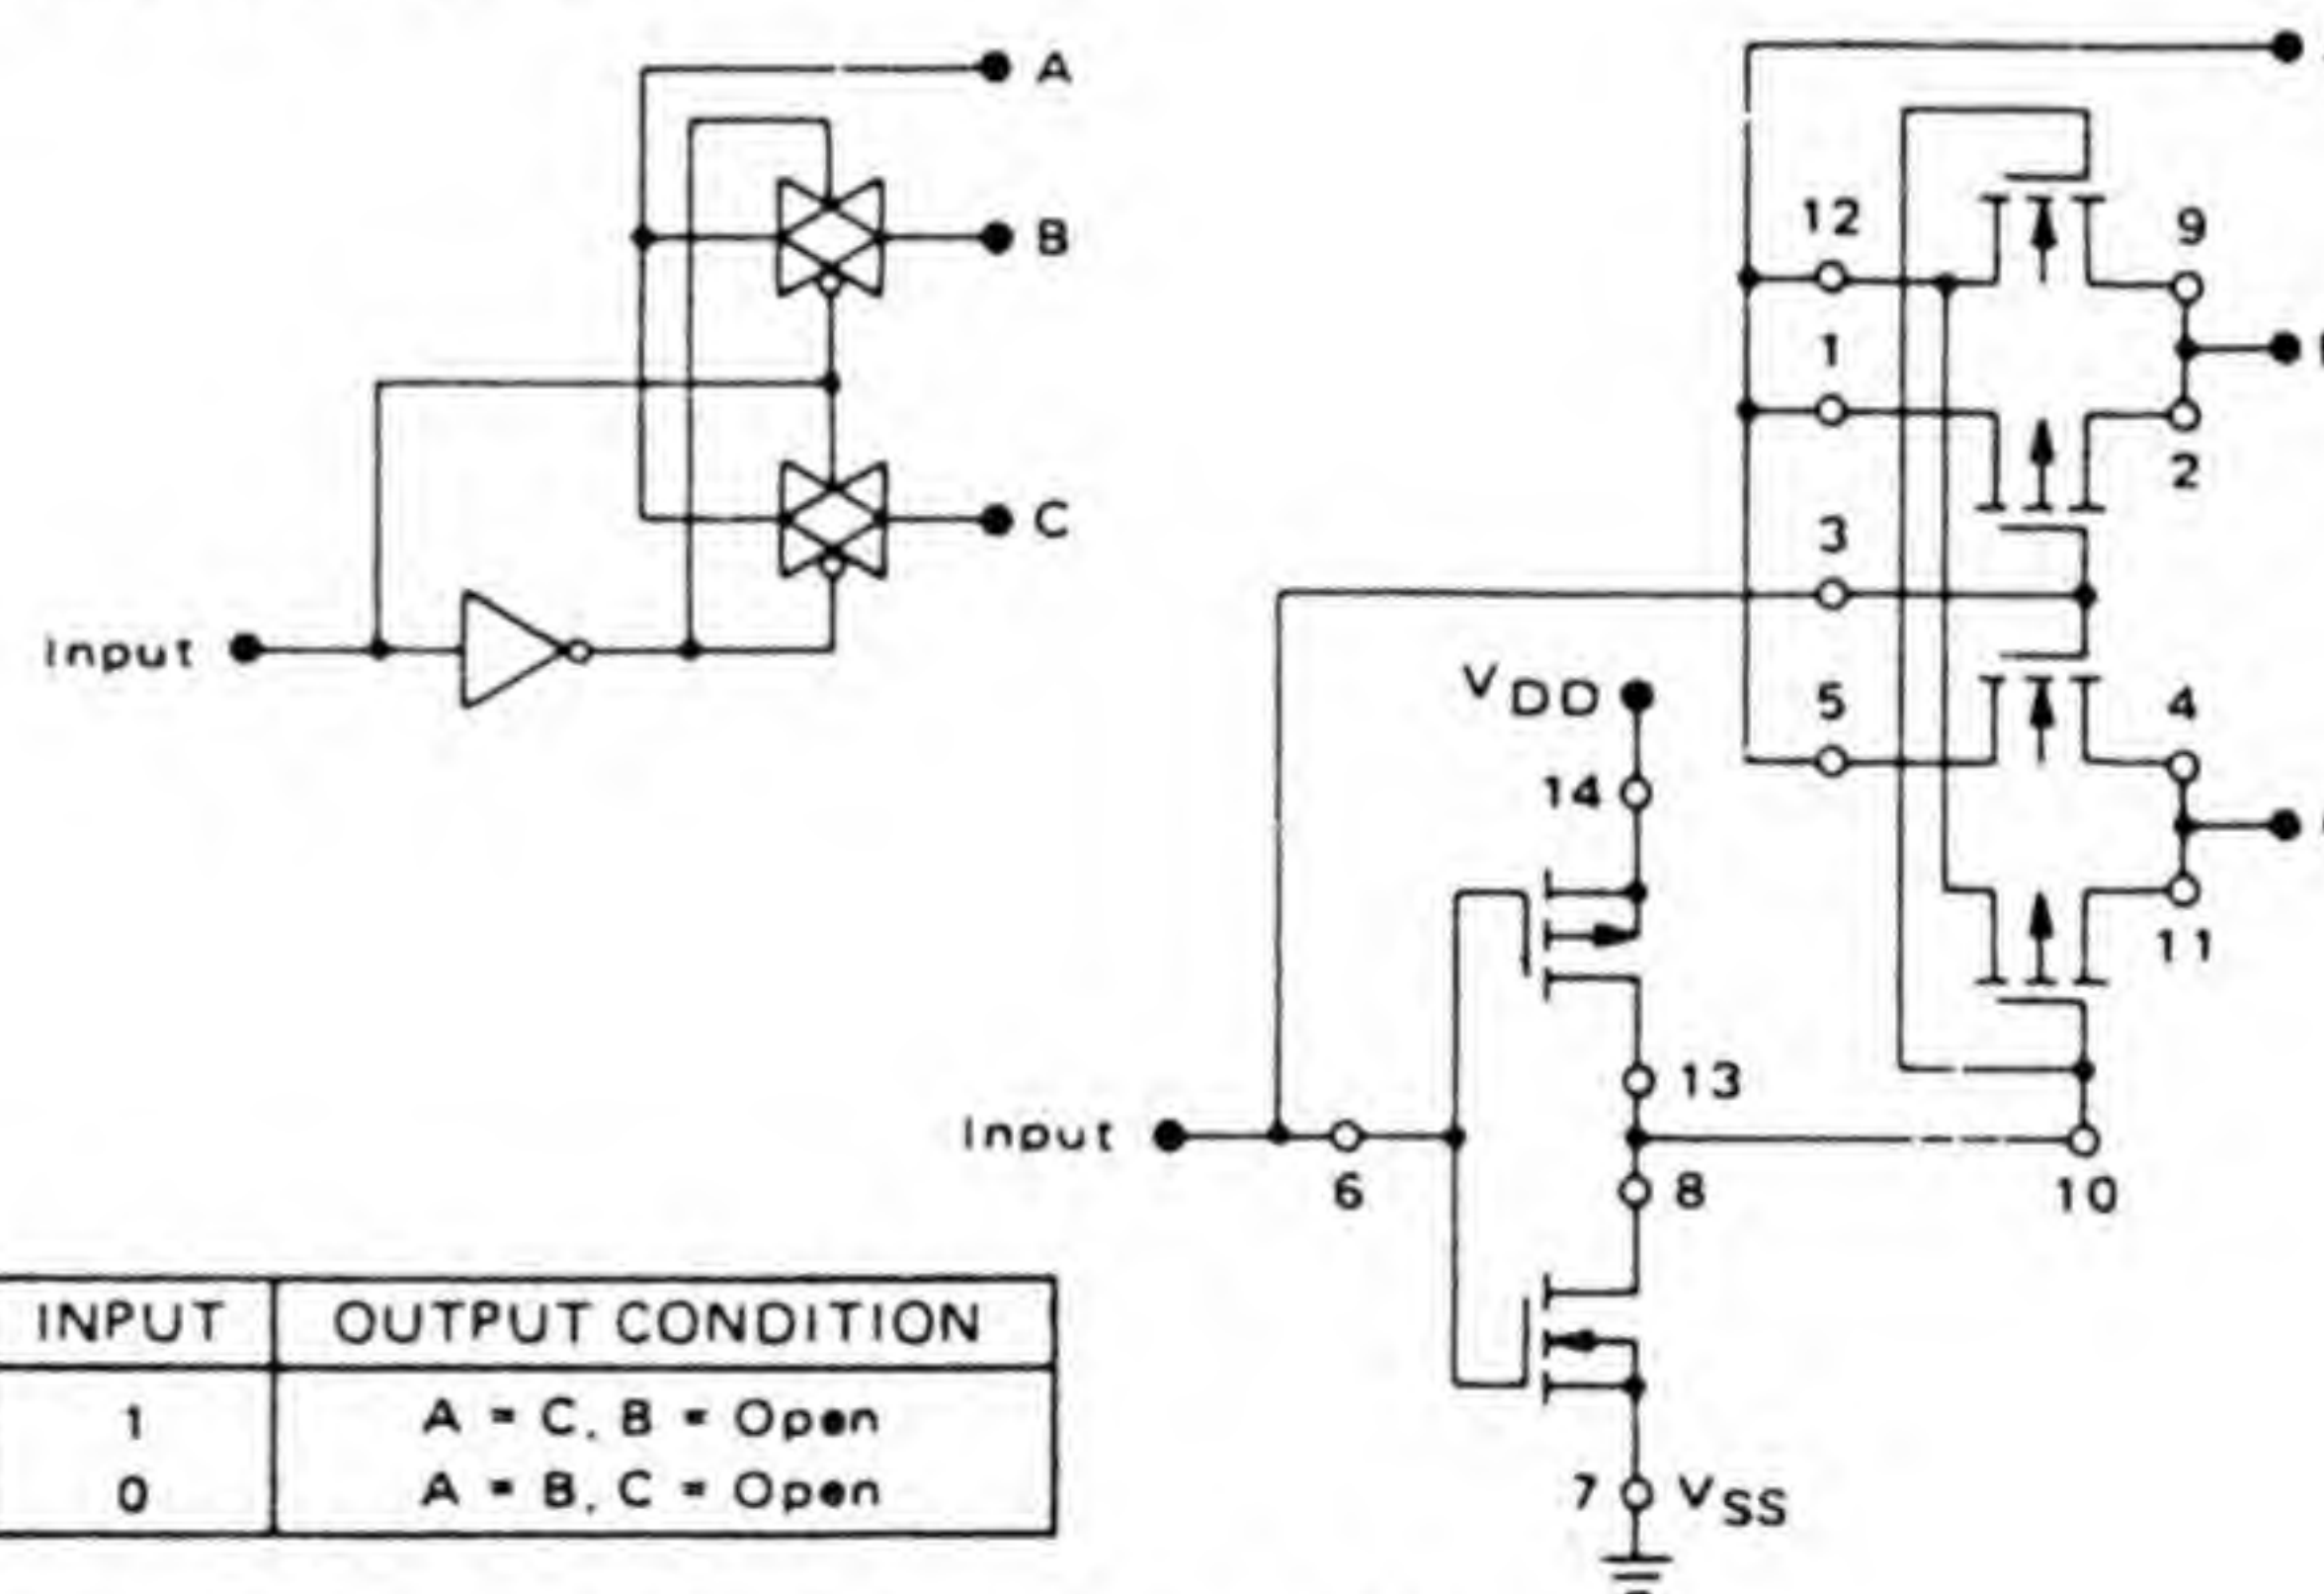 A
B
C
Input
12
9
1
2
3
VDD
5
4
14
11
13
Input
6
8
10
7
VSS
INPUT OUTPUT CONDITION
1 A = C, B = Open
0 A = B, C = Open